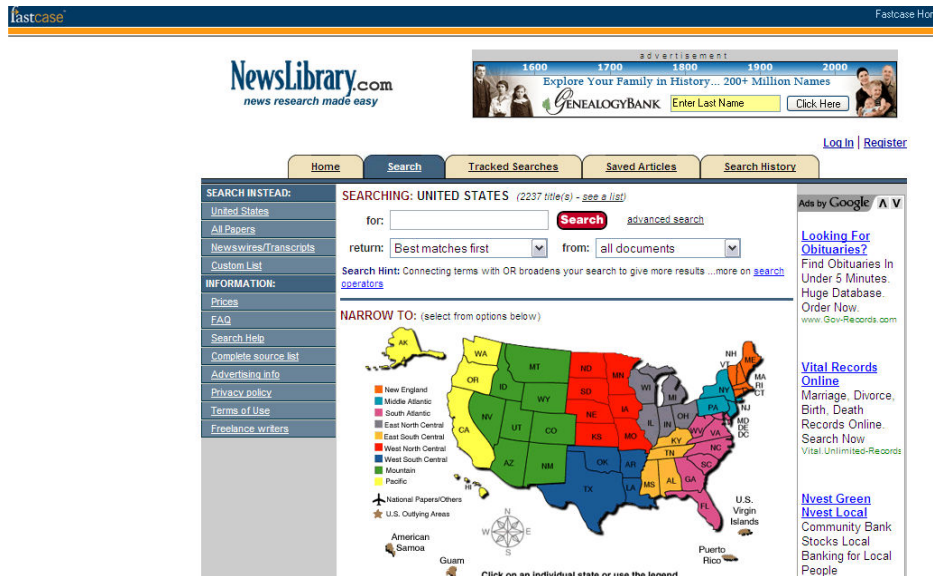 fastcase
Fastcase Hor
NewsLibrary.com
news research made easy
advertisement
1600 1700 1800 1900 2000
Explore Your Family in History... 200+ Million Names
GENEALOGYBANK Enter Last Name Click Here
Log In | Register
Home Search Tracked Searches Saved Articles Search History
SEARCH INSTEAD:
United States
All Papers
Newswires/Transcripts
Custom List
INFORMATION:
Prices
FAQ
Search Help
Complete source list
Advertising info
Privacy policy
Terms of Use
Freelance writers
SEARCHING: UNITED STATES (2237 title(s) - see a list)
for: Search advanced search
return: Best matches first from: all documents
Search Hint: Connecting terms with OR broadens your search to give more results ...more on search
operators
NARROW TO: (select from options below)
AK
WA
OR
CA
ID
NV
MT
WY
UT
CO
AZ
NM
ND
SD
NE
KS
MN
IA
MO
OK
AR
TX
LA
WI
MI
IL
IN
OH
KY
TN
MS
AL
GA
FL
SC
NC
VA
WV
PA
NY
VT
NH
ME
MA
RI
CT
NJ
MD
DE
DC
HI
New England
Middle Atlantic
South Atlantic
East North Central
East South Central
West North Central
West South Central
Mountain
Pacific
National Papers/Others
U.S. Outlying Areas
N
W E
S
American
Samoa
Guam
U.S.
Virgin
Islands
Puerto
Rico
Click on an individual state or use the legend
Ads by Google
Looking For
Obituaries?
Find Obituaries In
Under 5 Minutes.
Huge Database.
Order Now.
www.Gov-Records.com
Vital Records
Online
Marriage, Divorce,
Birth, Death
Records Online.
Search Now
Vital.Unlimited-Records
Nvest Green
Nvest Local
Community Bank
Stocks Local
Banking for Local
People